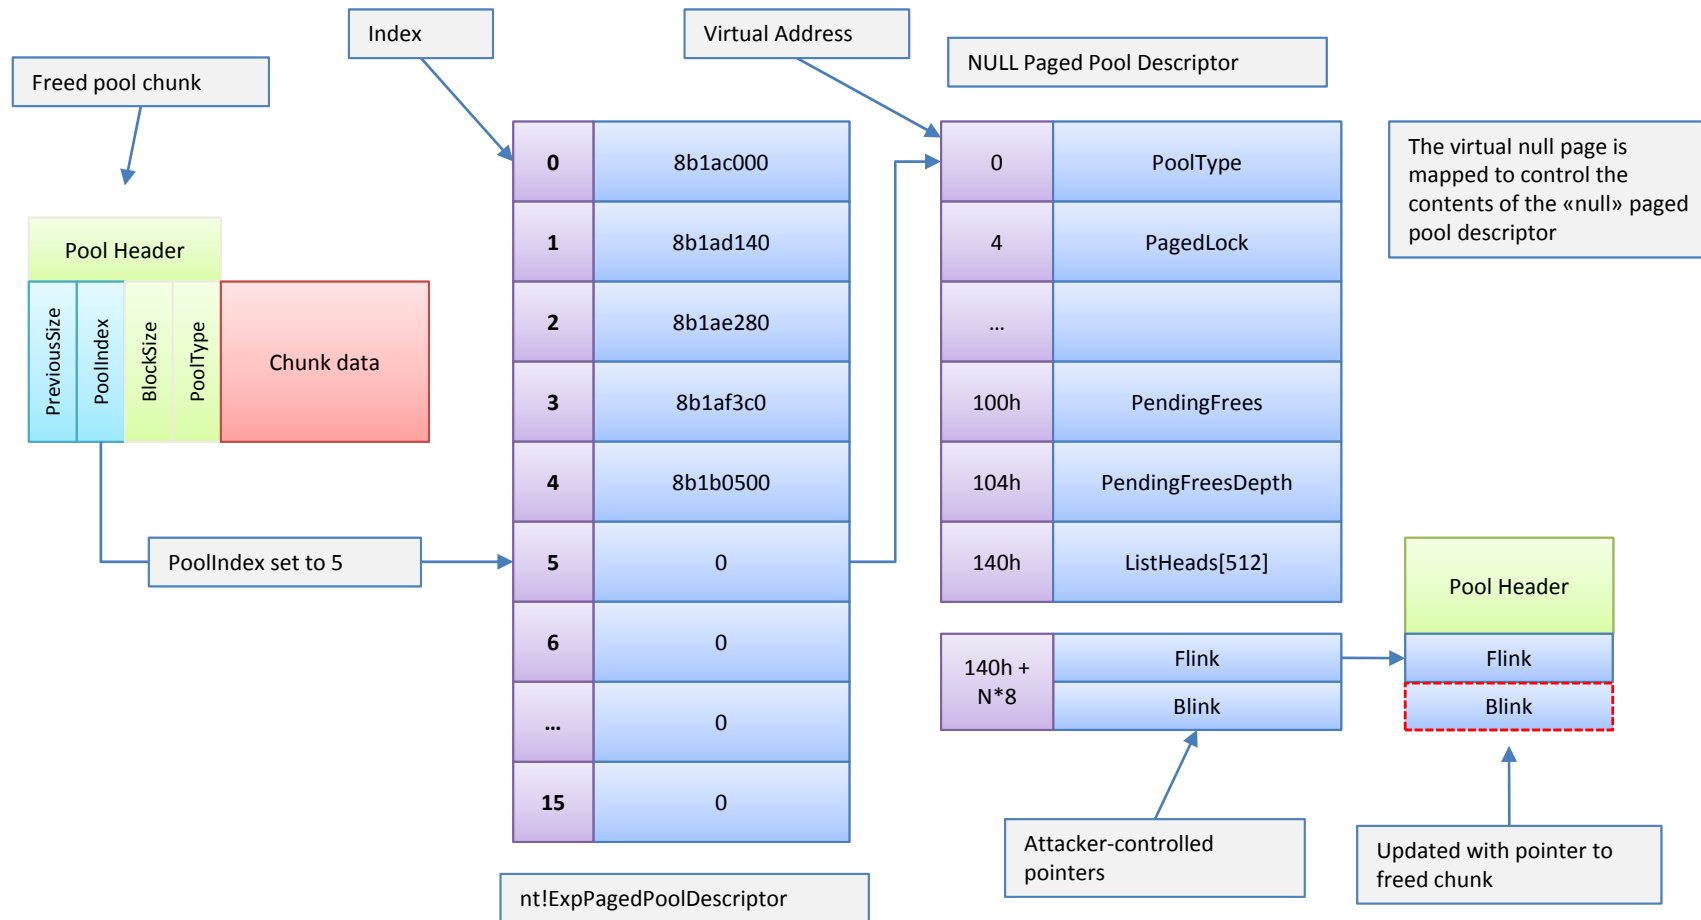 Index
Virtual Address
NULL Paged Pool Descriptor
Freed pool chunk
Pool Header
PreviousSize
PoolIndex
BlockSize
PoolType
Chunk data
PoolIndex set to 5
0 8b1ac000
1 8b1ad140
2 8b1ae280
3 8b1af3c0
4 8b1b0500
5 0
6 0
... 0
15 0
nt!ExpPagedPoolDescriptor
0 PoolType
4 PagedLock
...
100h PendingFrees
104h PendingFreesDepth
140h ListHeads[512]
140h +
N*8
Flink
Blink
Attacker-controlled
pointers
The virtual null page is
mapped to control the
contents of the «null» paged
pool descriptor
Pool Header
Flink
Blink
Updated with pointer to
freed chunk